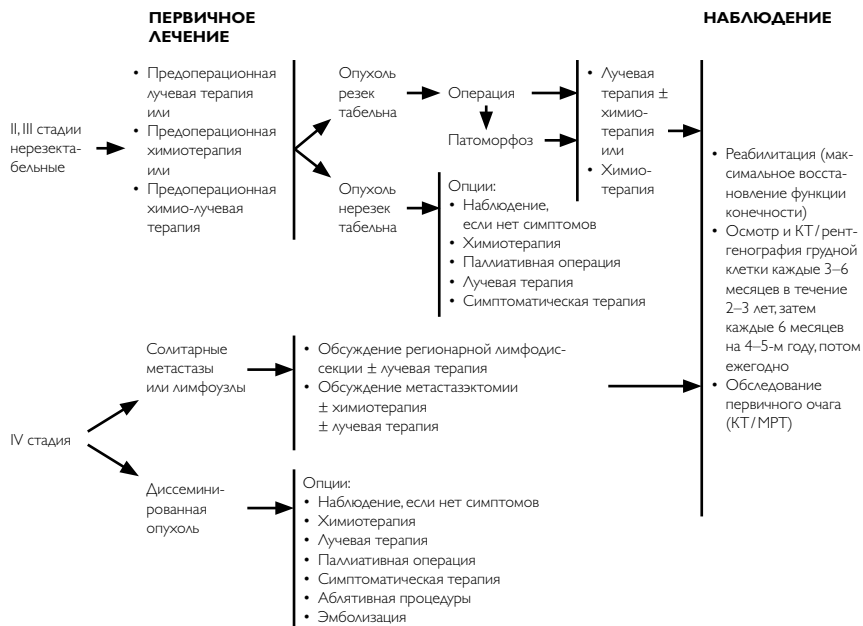 ПЕРВИЧНОЕ
ЛЕЧЕНИЕ
НАБЛЮДЕНИЕ
II, III стадии
нерезекта-
бельные
• Предоперационная
лучевая терапия
или
• Предоперационная
химиотерапия
или
• Предоперационная
химио-лучевая
терапия
Опухоль
резек
табельна
Операция
Патоморфоз
• Лучевая
терапия ±
химио-
терапия
или
• Химио-
терапия
Опухоль
нерезек
табельна
Опции:
• Наблюдение,
если нет симптомов
• Химиотерапия
• Паллиативная операция
• Лучевая терапия
• Симптоматическая терапия
IV стадия
Солитарные
метастазы
или лимфоузлы
• Обсуждение регионарной лимфодис-
секции ± лучевая терапия
• Обсуждение метастазэктомии
± химиотерапия
± лучевая терапия
Диссемини-
рованная
опухоль
Опции:
• Наблюдение, если нет симптомов
• Химиотерапия
• Лучевая терапия
• Паллиативная операция
• Симптоматическая терапия
• Аблятивная процедуры
• Эмболизация
• Реабилитация (мак-
симальное восста-
новление функции
конечности)
• Осмотр и КТ/рент-
генография грудной
клетки каждые 3–6
месяцев в течение
2–3 лет, затем
каждые 6 месяцев
на 4–5-м году, потом
ежегодно
• Обследование
первичного очага
(КТ/МРТ)